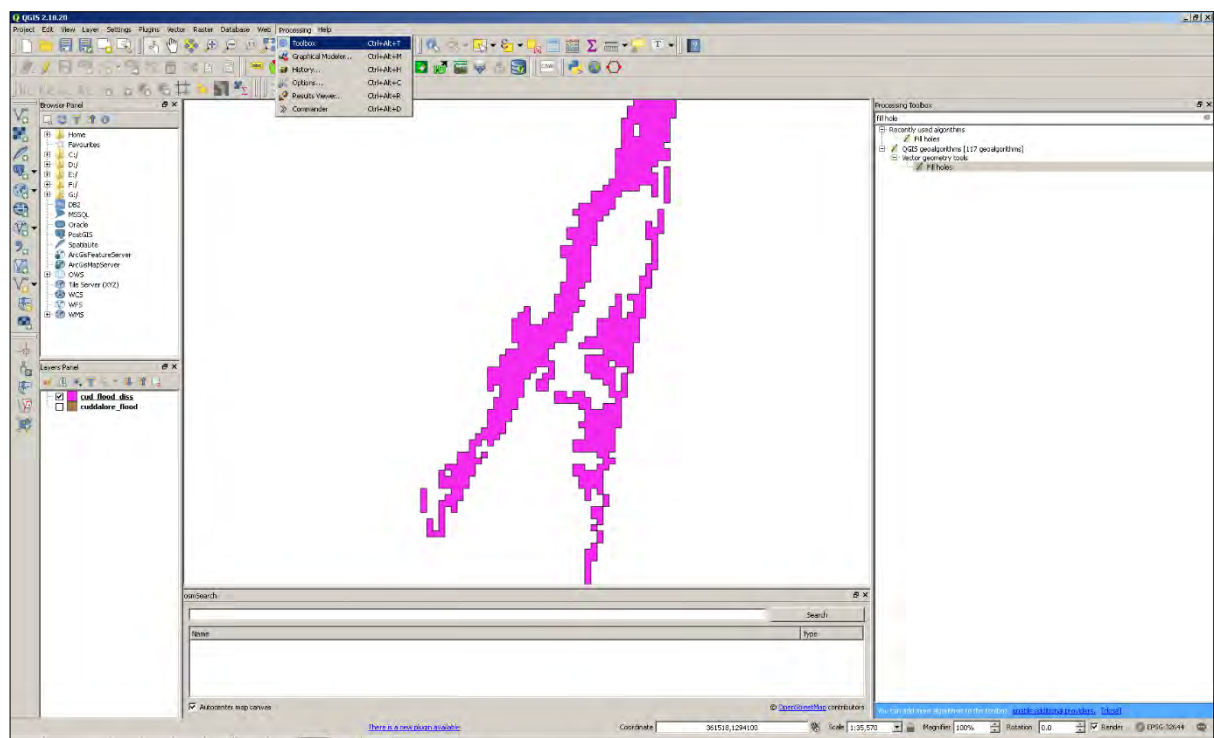 QGIS 2.18.20
Project Edit View Layer Settings Plugins Vector Raster Database Web Processing Help
Toolbox Ctrl+Alt+T
Graphical Modeler... Ctrl+Alt+M
History... Ctrl+Alt+H
Options... Ctrl+Alt+C
Results Viewer... Ctrl+Alt+R
Commander Ctrl+Alt+D
Browser Panel
Home
Favourites
C:/
D:/
E:/
F:/
G:/
DB2
MSSQL
Oracle
PostGIS
SpatiaLite
ArcGisFeatureServer
ArcGisMapServer
OWS
Tile Server (XYZ)
WCS
WFS
WMS
Layers Panel
cud_flood_diss
cuddalore_flood
Processing Toolbox
fill hole
Recently used algorithms
Fill holes
QGIS geoalgorithms [117 geoalgorithms]
Vector geometry tools
Fill holes
osmSearch
Search
Name Type
Autocenter map canvas
© OpenStreetMap contributors
You can add more algorithms to the toolbox, enable additional providers. [close]
There is a new plugin available
Coordinate 361518,1294100 Scale 1:35,570 Magnifier 100% Rotation 0.0 Render EPSG:32644